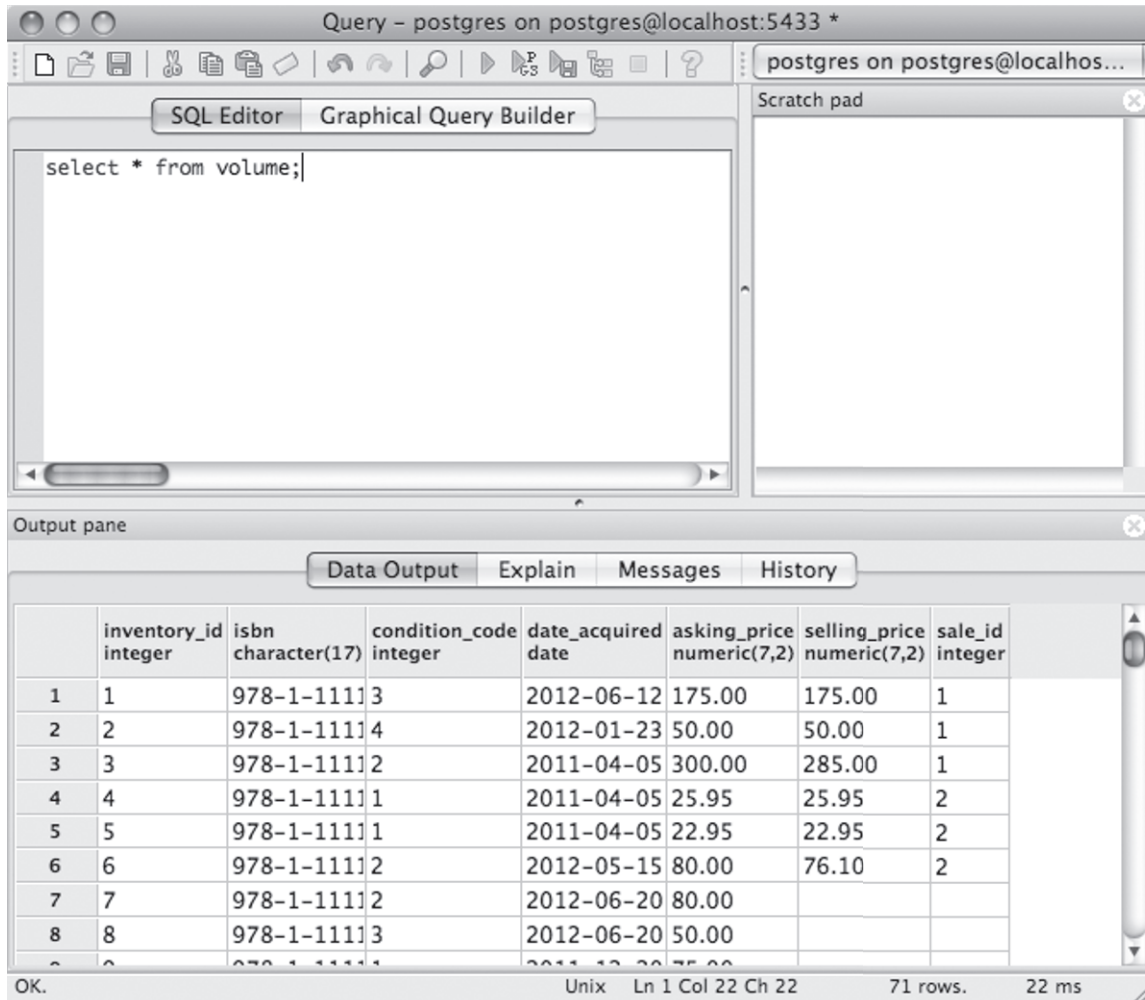 Query – postgres on postgres@localhost:5433 *
postgres on postgres@localhos...
SQL Editor Graphical Query Builder
Scratch pad
select * from volume;
Output pane
Data Output Explain Messages History
inventory_id isbn condition_code date_acquired asking_price selling_price sale_id
integer character(17) integer date numeric(7,2) numeric(7,2) integer
1 1 978-1-1111 3 2012-06-12 175.00 175.00 1
2 2 978-1-1111 4 2012-01-23 50.00 50.00 1
3 3 978-1-1111 2 2011-04-05 300.00 285.00 1
4 4 978-1-1111 1 2011-04-05 25.95 25.95 2
5 5 978-1-1111 1 2011-04-05 22.95 22.95 2
6 6 978-1-1111 2 2012-05-15 80.00 76.10 2
7 7 978-1-1111 2 2012-06-20 80.00
8 8 978-1-1111 3 2012-06-20 50.00
OK. Unix Ln 1 Col 22 Ch 22 71 rows. 22 ms